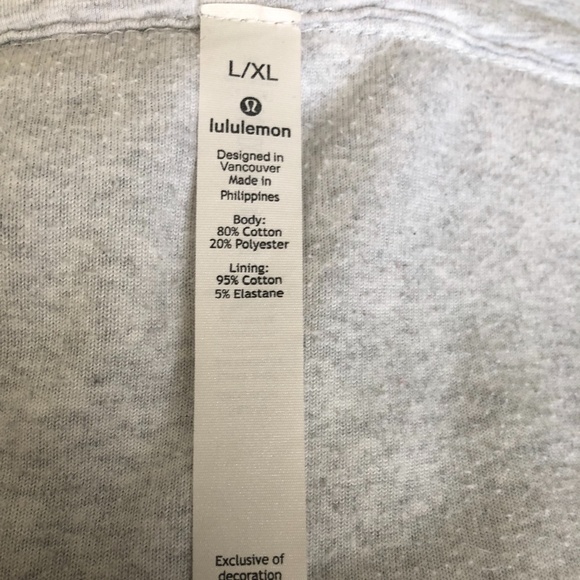 L/XL
lululemon
Designed in
Vancouver
Made in
Philippines
Body:
80% Cotton
20% Polyester
Lining:
95% Cotton
5% Elastane
Exclusive of
decoration